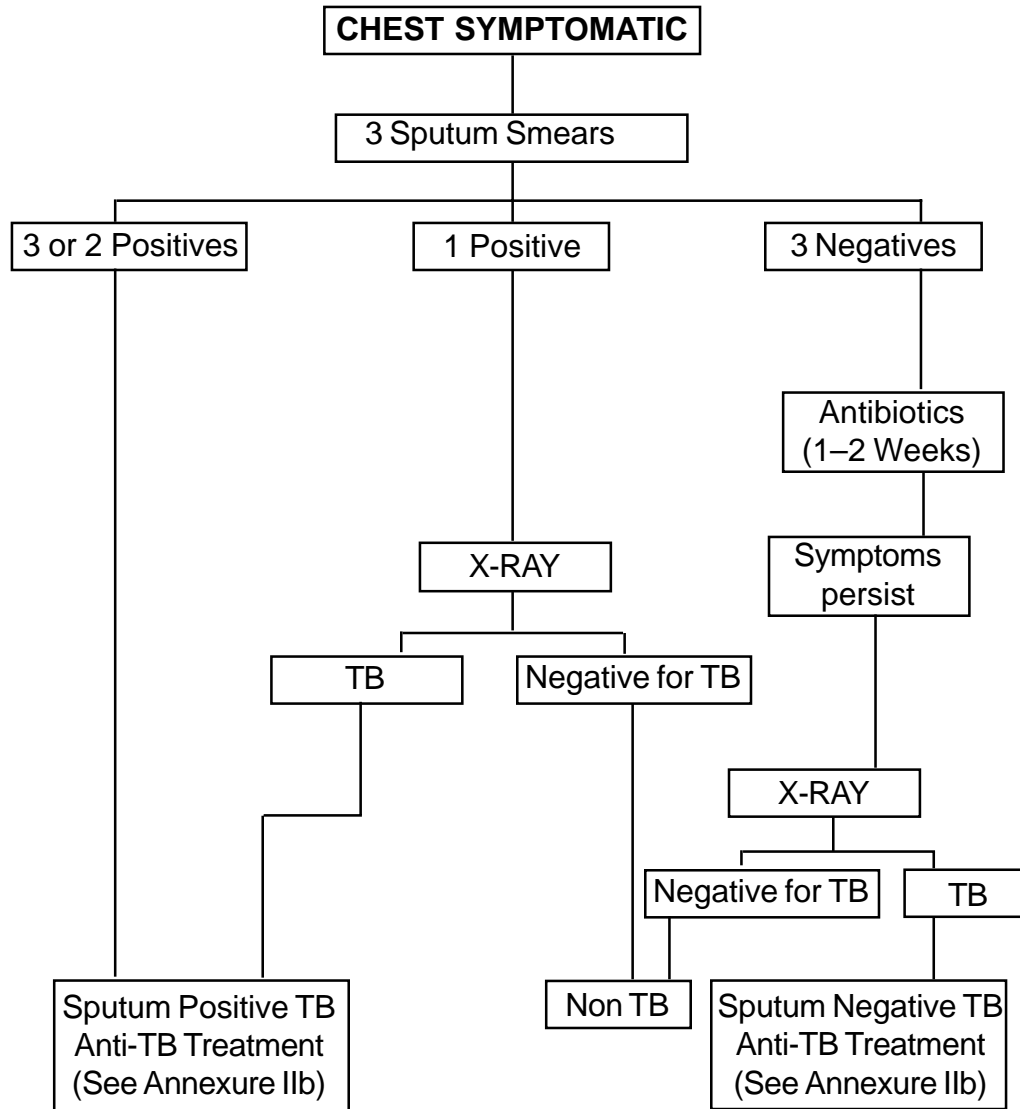 CHEST SYMPTOMATIC
3 Sputum Smears
3 or 2 Positives
1 Positive
3 Negatives
Antibiotics
(1–2 Weeks)
X-RAY
Symptoms
persist
TB
Negative for TB
X-RAY
Negative for TB
TB
Sputum Positive TB
Anti-TB Treatment
(See Annexure IIb)
Non TB
Sputum Negative TB
Anti-TB Treatment
(See Annexure IIb)